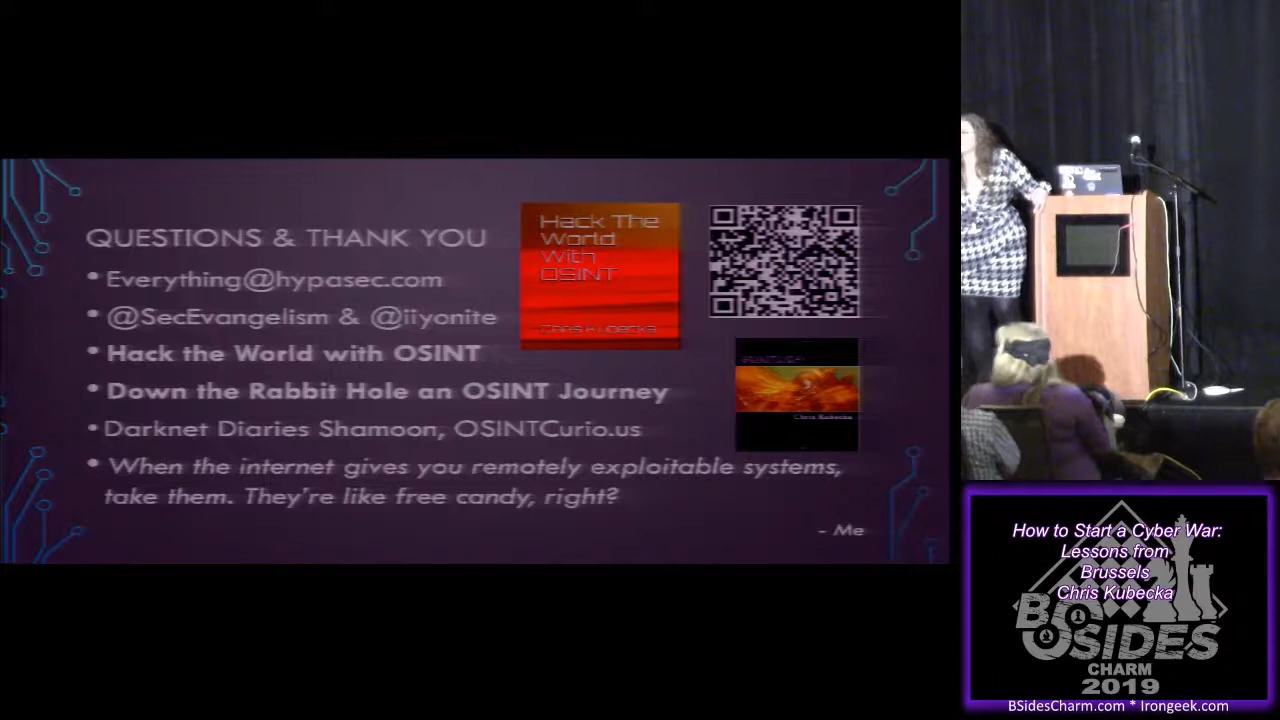 QUESTIONS & THANK YOU
• Everything@hypasec.com
• @SecEvangelism & @iiyonite
• Hack the World with OSINT
• Down the Rabbit Hole an OSINT Journey
• Darknet Diaries Shamoon, OSINTCurio.us
• When the internet gives you remotely exploitable systems,
take them. They're like free candy, right?
- Me
Hack The
World
With
OSINT
Chris Kubecka
Chris Kubecka
How to Start a Cyber War:
Lessons from
Brussels
Chris Kubecka
BSIDES
CHARM
2019
BSidesCharm.com * Irongeek.com